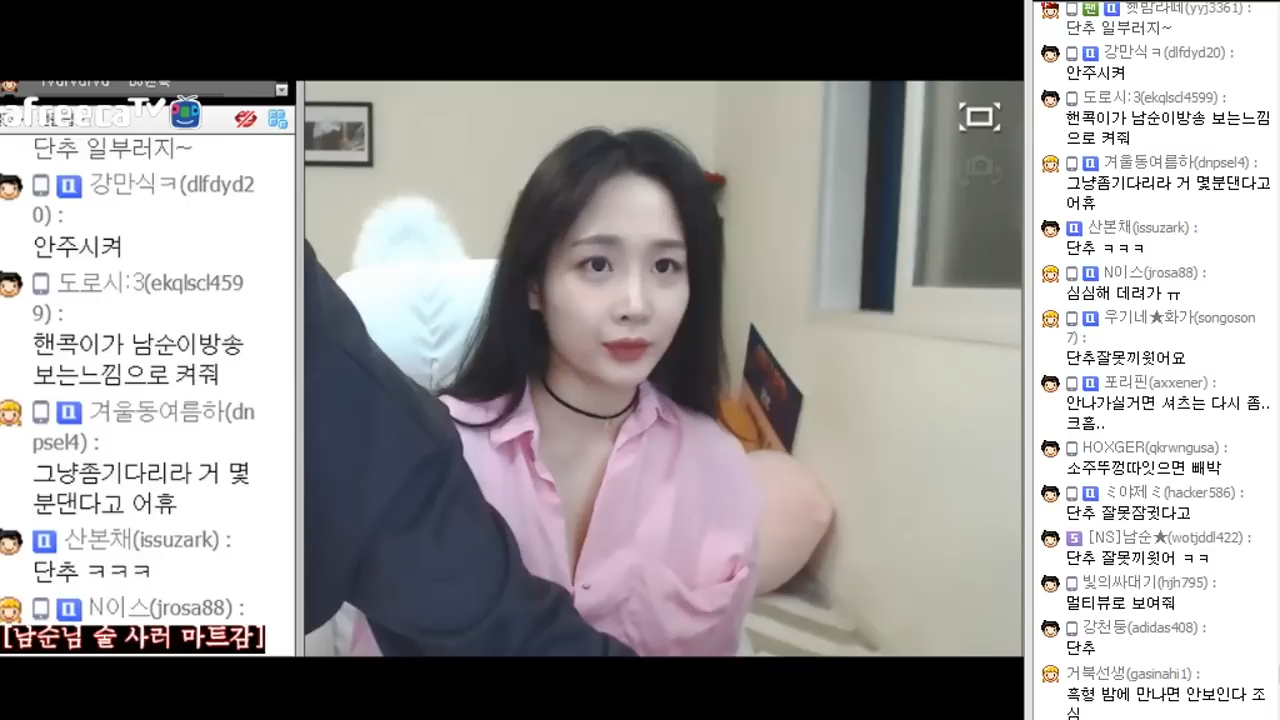 afreecaTV
단추 일부러지~
강만식ㅋ(dlfdyd2
0) :
안주시켜
도로시:3(ekqlscl459
9) :
핸콕이가 남순이방송
보는느낌으로 켜줘
겨울동여름하(dn
psel4) :
그냥좀기다리라 거 몇
분댄다고 어휴
산본채(issuzark) :
단추 ㅋㅋㅋ
N이스(jrosa88) :
[남순님 술 사러 마트감]
햇밤라떼(yyj3361) :
단추 일부러지~
강만식ㅋ(dlfdyd20) :
안주시켜
도로시:3(ekqlscl4599) :
핸콕이가 남순이방송 보는느낌
으로 켜줘
겨울동여름하(dnpsel4) :
그냥좀기다리라 거 몇분댄다고
어휴
산본채(issuzark) :
단추 ㅋㅋㅋ
N이스(jrosa88) :
심심해 데려가 ㅠ
우기네★화가(songoson
7) :
단추잘못끼윗어요
포리핀(axxener) :
안나가실거면 셔츠는 다시 좀..
크흠..
HOXGER(qkrwngusa) :
소주뚜껑따잇으면 빼박
ミ야제ミ(hacker586) :
단추 잘못잠궛다고
[NS]남순★(wotjddl422) :
단추 잘못끼윗어 ㅋㅋ
빛의싸대기(hjh795) :
멀티뷰로 보여줘
강천둥(adidas408) :
단추
거북선생(gasinahi1) :
흑형 밤에 만나면 안보인다 조
심